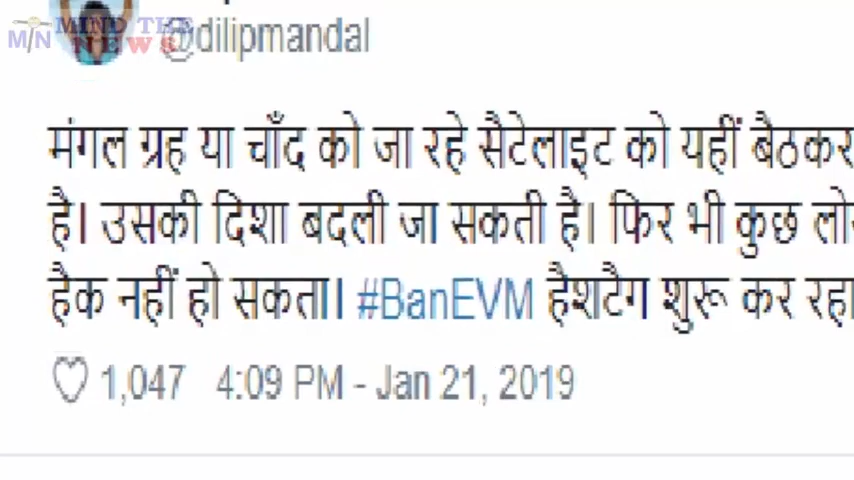 MIND THE
MN NEWS
@dilipmandal
मंगल ग्रह या चाँद को जा रहे सैटेलाइट को यहीं बैठकर
है। उसकी दिशा बदली जा सकती है। फिर भी कुछ
हैक नहीं हो सकता। #BanEVM हैशटैग शुरू कर रहा
1,047 4:09 PM - Jan 21, 2019